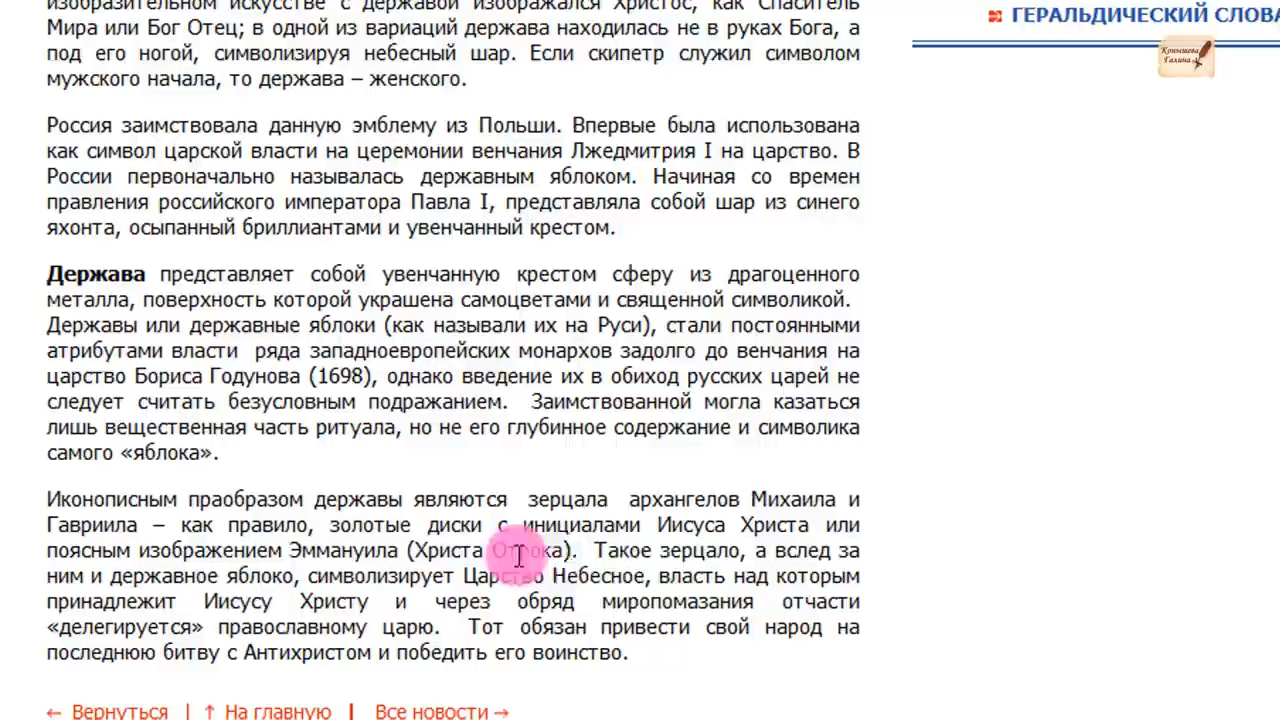 изобразительном искусстве с державой изображался Христос, как Спаситель
Мира или Бог Отец; в одной из вариаций держава находилась не в руках Бога, а
под его ногой, символизируя небесный шар. Если скипетр служил символом
мужского начала, то держава – женского.
Россия заимствовала данную эмблему из Польши. Впервые была использована
как символ царской власти на церемонии венчания Лжедмитрия I на царство. В
России первоначально называлась державным яблоком. Начиная со времен
правления российского императора Павла I, представляла собой шар из синего
яхонта, осыпанный бриллиантами и увенчанный крестом.
Держава представляет собой увенчанную крестом сферу из драгоценного
металла, поверхность которой украшена самоцветами и священной символикой.
Державы или державные яблоки (как называли их на Руси), стали постоянными
атрибутами власти ряда западноевропейских монархов задолго до венчания на
царство Бориса Годунова (1698), однако введение их в обиход русских царей не
следует считать безусловным подражанием. Заимствованной могла казаться
лишь вещественная часть ритуала, но не его глубинное содержание и символика
самого «яблока».
Иконописным праобразом державы являются зерцала архангелов Михаила и
Гавриила – как правило, золотые диски с инициалами Иисуса Христа или
поясным изображением Эммануила (Христа Отрока). Такое зерцало, а вслед за
ним и державное яблоко, символизирует Царство Небесное, власть над которым
принадлежит Иисусу Христу и через обряд миропомазания отчасти
«делегируется» православному царю. Тот обязан привести свой народ на
последнюю битву с Антихристом и победить его воинство.
← Вернуться | ↑ На главную | Все новости →
ГЕРАЛЬДИЧЕСКИЙ СЛОВА
Конышева
Галина